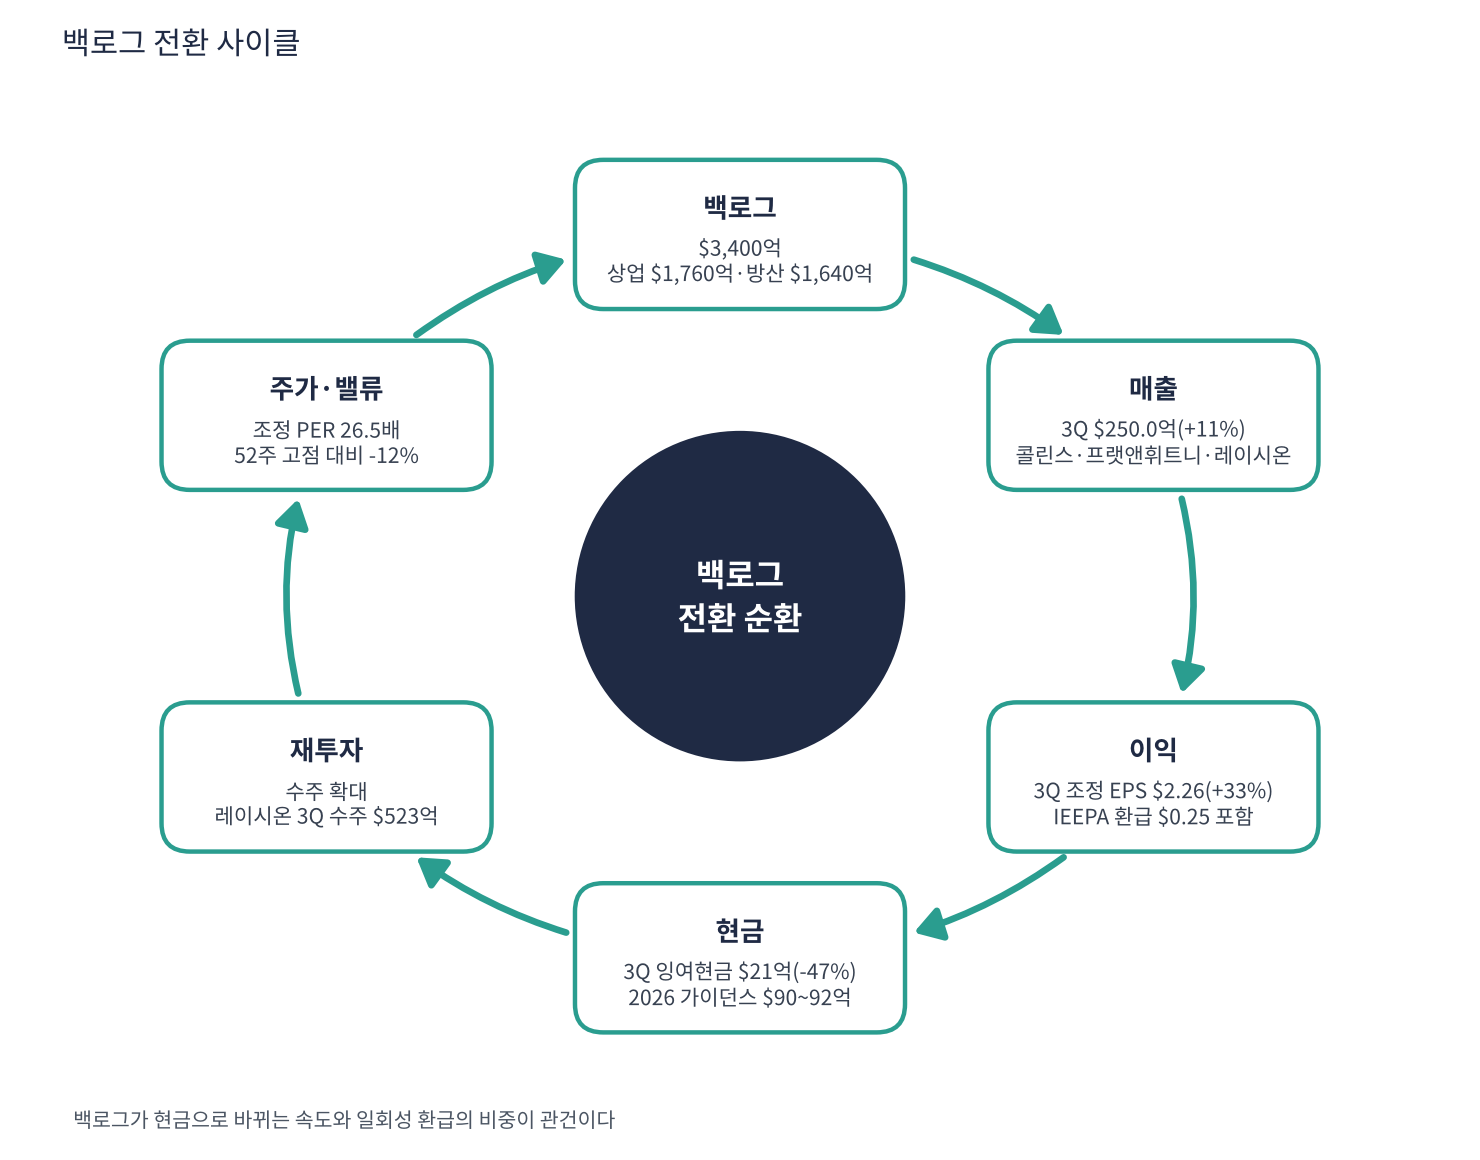 백로그 전환 사이클
백로그
$3,400억
상업 $1,760억·방산 $1,640억
매출
3Q $250.0억(+11%)
콜린스·프랫앤휘트니·레이시온
이익
3Q 조정 EPS $2.26(+33%)
IEEPA 환급 $0.25 포함
현금
3Q 잉여현금 $21억(-47%)
2026 가이던스 $90~92억
재투자
수주 확대
레이시온 3Q 수주 $523억
주가·밸류
조정 PER 26.5배
52주 고점 대비 -12%
백로그
전환 순환
백로그가 현금으로 바뀌는 속도와 일회성 환급의 비중이 관건이다